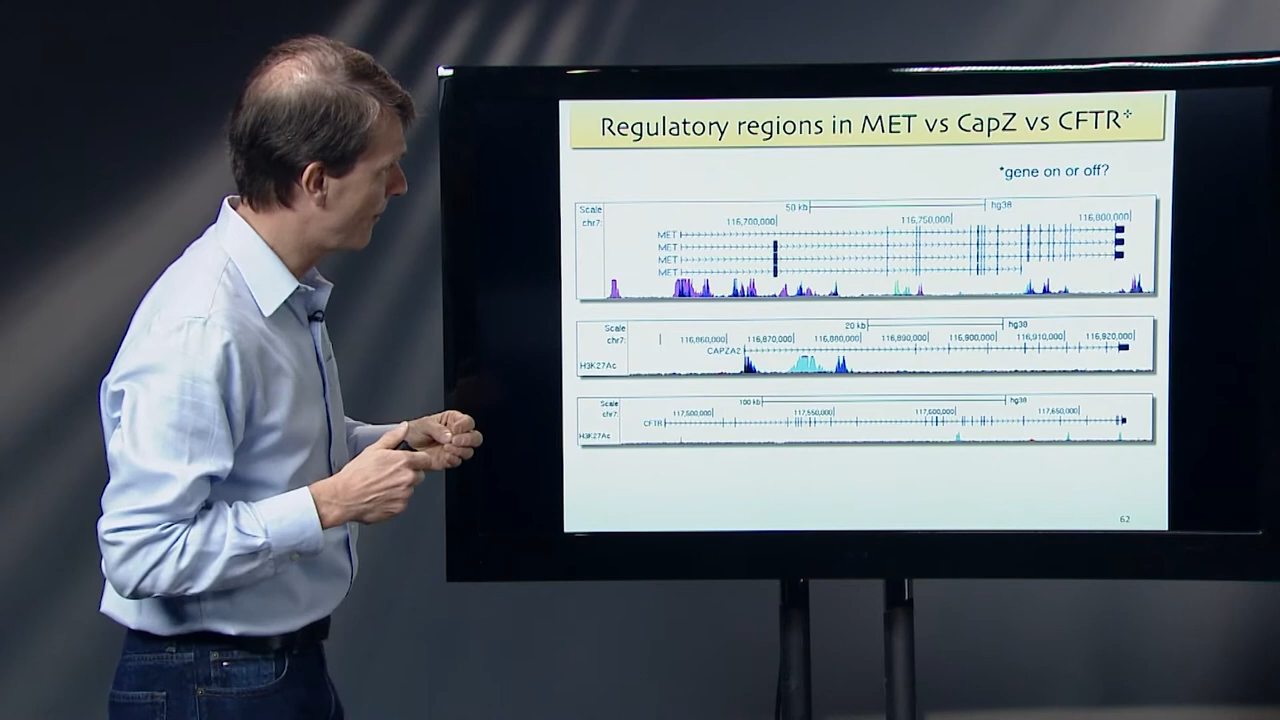 Regulatory regions in MET vs CapZ vs CFTR*
*gene on or off?
Scale 50 kb hg38
chr7: 116,700,000 116,750,000 116,800,000
MET
MET
MET
MET
Scale 20 kb hg38
chr7: 116,860,000 116,870,000 116,880,000 116,890,000 116,900,000 116,910,000 116,920,000
CAPZA2
H3K27Ac
Scale 100 kb hg38
chr7: 117,500,000 117,550,000 117,600,000 117,650,000
CFTR
H3K27Ac
62